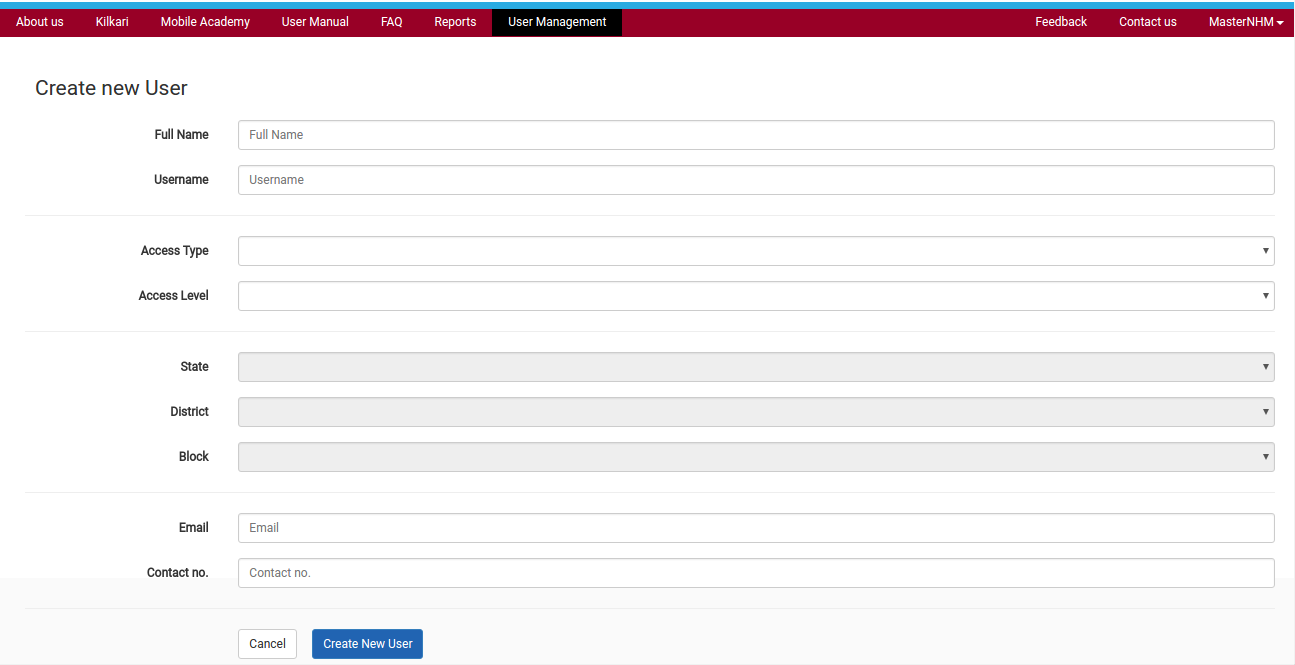 About us Kilkari Mobile Academy User Manual FAQ Reports User Management Feedback Contact us MasterNHM
Create new User
Full Name Full Name
Username Username
Access Type
Access Level
State
District
Block
Email Email
Contact no. Contact no.
Cancel Create New User